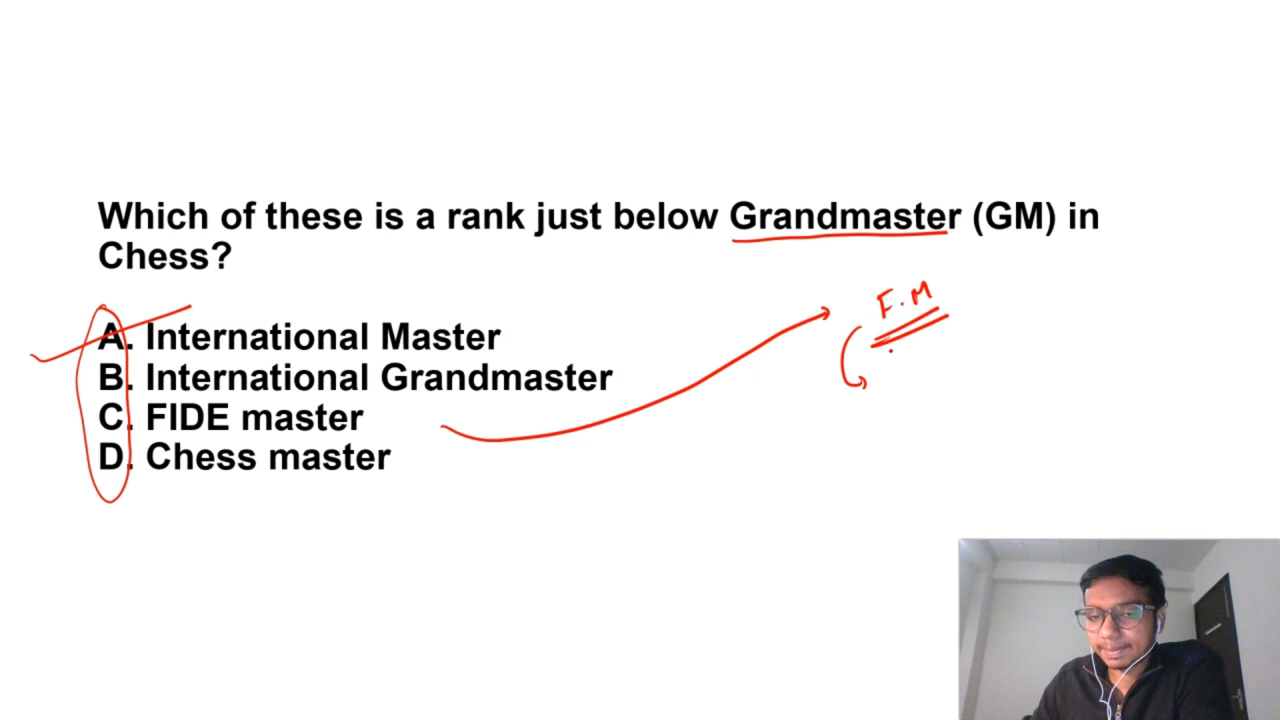 Which of these is a rank just below Grandmaster (GM) in
Chess?
A. International Master
B. International Grandmaster
C. FIDE master
D. Chess master
F.M